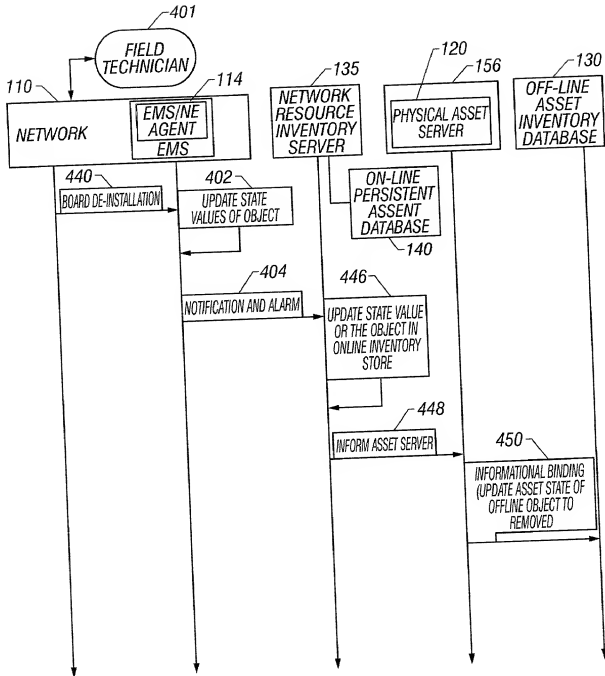 401
FIELD
TECHNICIAN
110
114
EMS/NE
AGENT
EMS
NETWORK
135
NETWORK
RESOURCE
INVENTORY
SERVER
120
156
PHYSICAL ASSET
SERVER
130
OFF-LINE
ASSET
INVENTORY
DATABASE
440
BOARD DE-INSTALLATION
402
UPDATE STATE
VALUES OF OBJECT
ON-LINE
PERSISTENT
ASSENT
DATABASE
140
404
NOTIFICATION AND ALARM
446
UPDATE STATE VALUE
OR THE OBJECT IN
ONLINE INVENTORY
STORE
448
INFORM ASSET SERVER
450
INFORMATIONAL BINDING
(UPDATE ASSET STATE OF
OFFLINE OBJECT TO
REMOVED